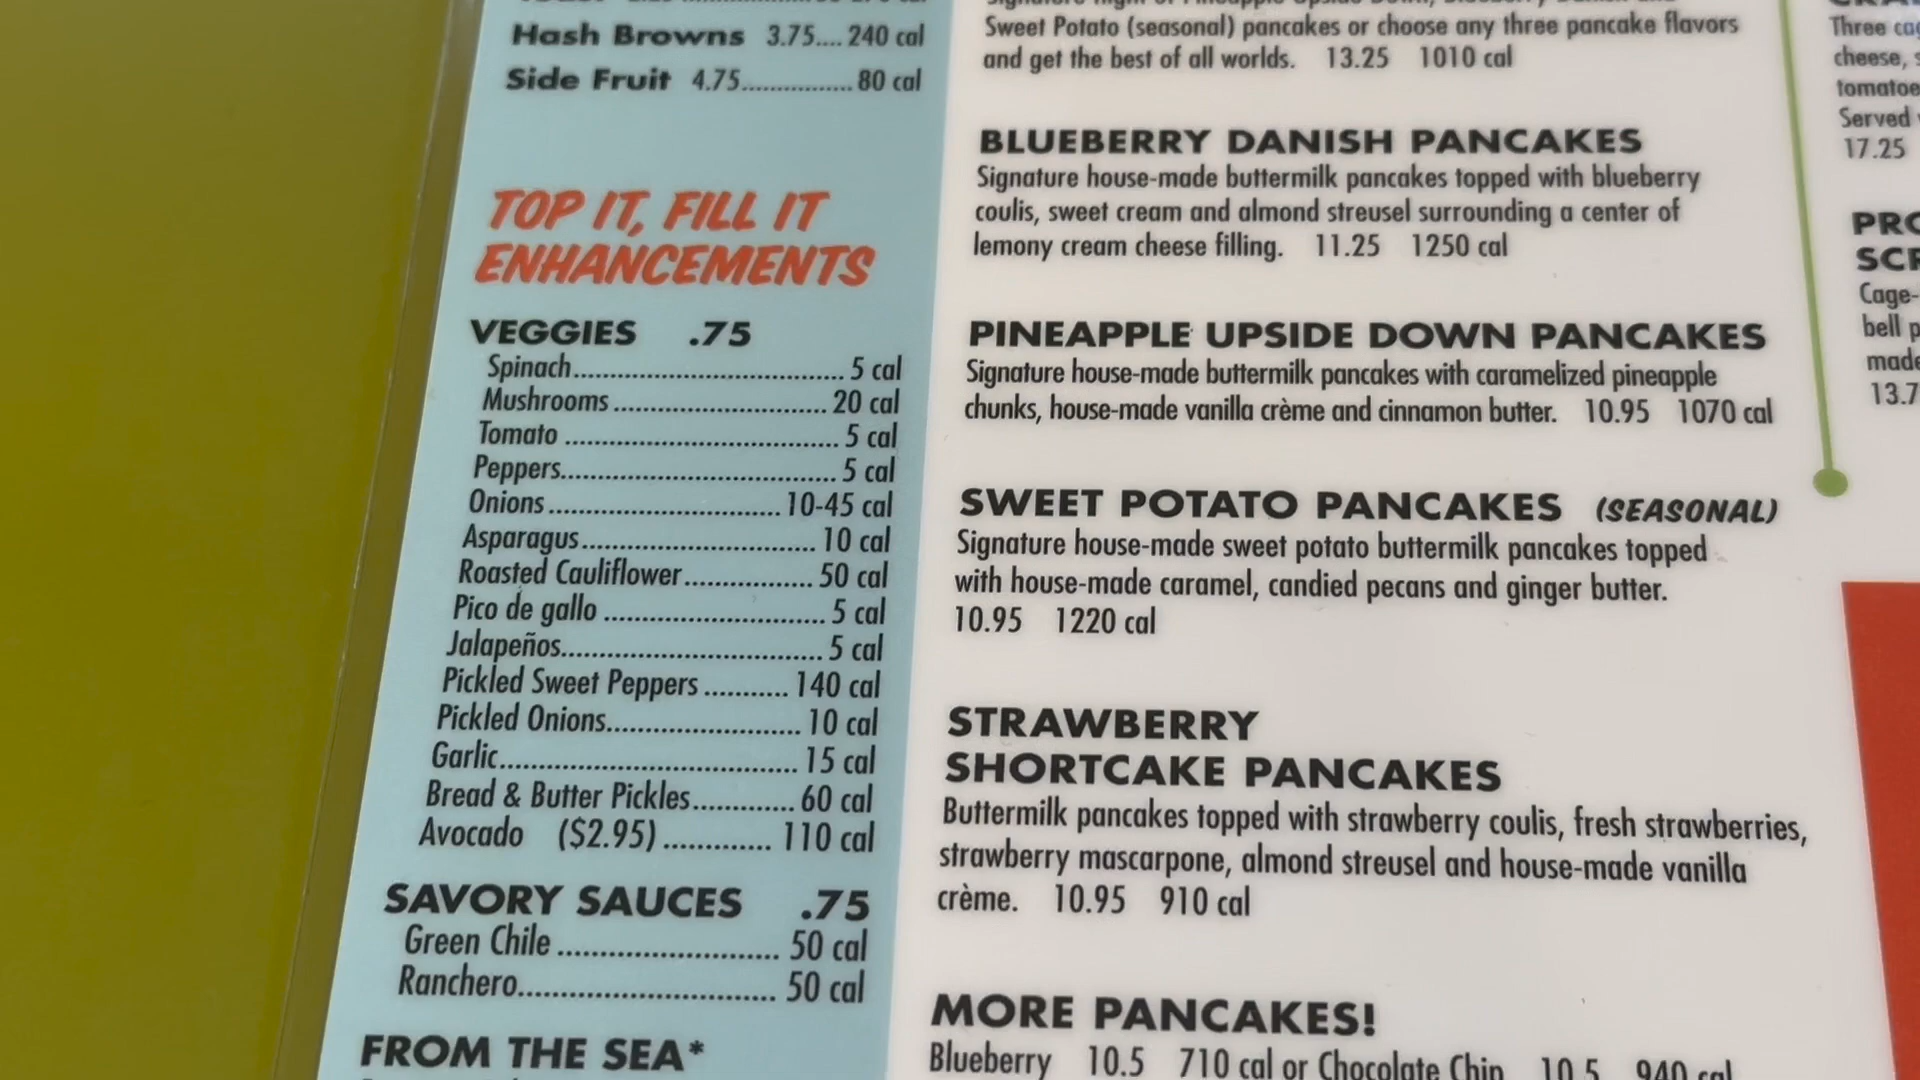 Hash Browns 3.75.... 240 cal
Side Fruit 4.75............... 80 cal
TOP IT, FILL IT
ENHANCEMENTS
VEGGIES .75
Spinach....................................... 5 cal
Mushrooms ............................... 20 cal
Tomato ....................................... 5 cal
Peppers....................................... 5 cal
Onions ................................. 10-45 cal
Asparagus.................................. 10 cal
Roasted Cauliflower.................. 50 cal
Pico de gallo ................................ 5 cal
Jalapeños..................................... 5 cal
Pickled Sweet Peppers ........... 140 cal
Pickled Onions........................... 10 cal
Garlic.......................................... 15 cal
Bread & Butter Pickles............. 60 cal
Avocado ($2.95) .............. 110 cal
SAVORY SAUCES .75
Green Chile ............................. 50 cal
Ranchero.................................. 50 cal
FROM THE SEA*
Sweet Potato (seasonal) pancakes or choose any three pancake flavors
and get the best of all worlds. 13.25 1010 cal
BLUEBERRY DANISH PANCAKES
Signature house-made buttermilk pancakes topped with blueberry
coulis, sweet cream and almond streusel surrounding a center of
lemony cream cheese filling. 11.25 1250 cal
PINEAPPLE UPSIDE DOWN PANCAKES
Signature house-made buttermilk pancakes with caramelized pineapple
chunks, house-made vanilla crème and cinnamon butter. 10.95 1070 cal
SWEET POTATO PANCAKES (SEASONAL)
Signature house-made sweet potato buttermilk pancakes topped
with house-made caramel, candied pecans and ginger butter.
10.95 1220 cal
STRAWBERRY
SHORTCAKE PANCAKES
Buttermilk pancakes topped with strawberry coulis, fresh strawberries,
strawberry mascarpone, almond streusel and house-made vanilla
crème. 10.95 910 cal
MORE PANCAKES!
Blueberry 10.5 710 cal or Chocolate Chip 10.5 940 cal
Three
cheese,
Served
17.25
Cage-
bell
made